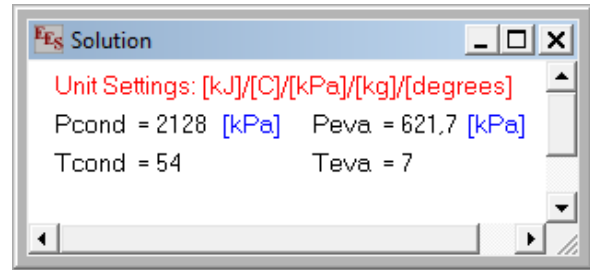 EES Solution
Unit Settings: [kJ]/[C]/[kPa]/[kg]/[degrees]
Pcond = 2128 [kPa] Peva = 621,7 [kPa]
Tcond = 54 Teva = 7